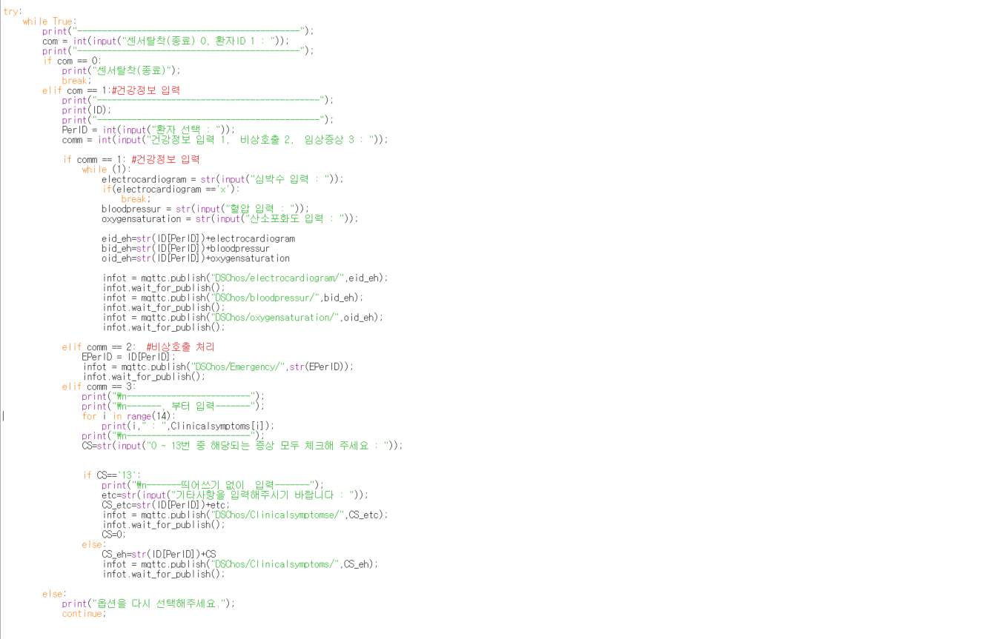 try:
    while True:
        print("---------------------------------------------");
        com = int(input("센서탈착(종료) 0, 환자ID 1 : "));
        print("---------------------------------------------");
        if com == 0:
            print("센서탈착(종료)");
            break;
        elif com == 1:#건강정보 입력
            print("---------------------------------------------");
            print(ID);
            print("---------------------------------------------");
            PerID = int(input("환자 선택 : "));
            comm = int(input("건강정보 입력 1,  비상호출 2,  임상증상 3 : "));

            if comm == 1: #건강정보 입력
                while (1):
                    electrocardiogram = str(input("심박수 입력 : "));
                    if(electrocardiogram =='x'):
                        break;
                    bloodpressur = str(input("혈압 입력 : "));
                    oxygensaturation = str(input("산소포화도 입력 : "));

                    eid_eh=str(ID[PerID])+electrocardiogram
                    bid_eh=str(ID[PerID])+bloodpressur
                    oid_eh=str(ID[PerID])+oxygensaturation

                    infot = mqttc.publish("DSChos/electrocardiogram/",eid_eh);
                    infot.wait_for_publish();
                    infot = mqttc.publish("DSChos/bloodpressur/",bid_eh);
                    infot.wait_for_publish();
                    infot = mqttc.publish("DSChos/oxygensaturation/",oid_eh);
                    infot.wait_for_publish();

            elif comm == 2:  #비상호출 처리
                EPerID = ID[PerID];
                infot = mqttc.publish("DSChos/Emergency/",str(EPerID));
                infot.wait_for_publish();
            elif comm == 3:
                print("₩n-------------------------");
                print("₩n-------, 부터 입력-------");
                for i in range(14):
                    print(i," : ",Clinicalsymptoms[i]);
                print("₩n-------------------------");
                CS=str(input("0 ~ 13번 중 해당되는 증상 모두 체크해 주세요 : "));

                if CS=='13':
                    print("₩n-------띄어쓰기 없이  입력-------");
                    etc=str(input("기타사항을 입력해주시기 바랍니다 : "));
                    CS_etc=str(ID[PerID])+etc;
                    infot = mqttc.publish("DSChos/Clinicalsymptomse/",CS_etc);
                    infot.wait_for_publish();
                    CS=0;
                else:
                    CS_eh=str(ID[PerID])+CS
                    infot = mqttc.publish("DSChos/Clinicalsymptoms/",CS_eh);
                    infot.wait_for_publish();

        else:
            print("옵션을 다시 선택해주세요.");
            continue;